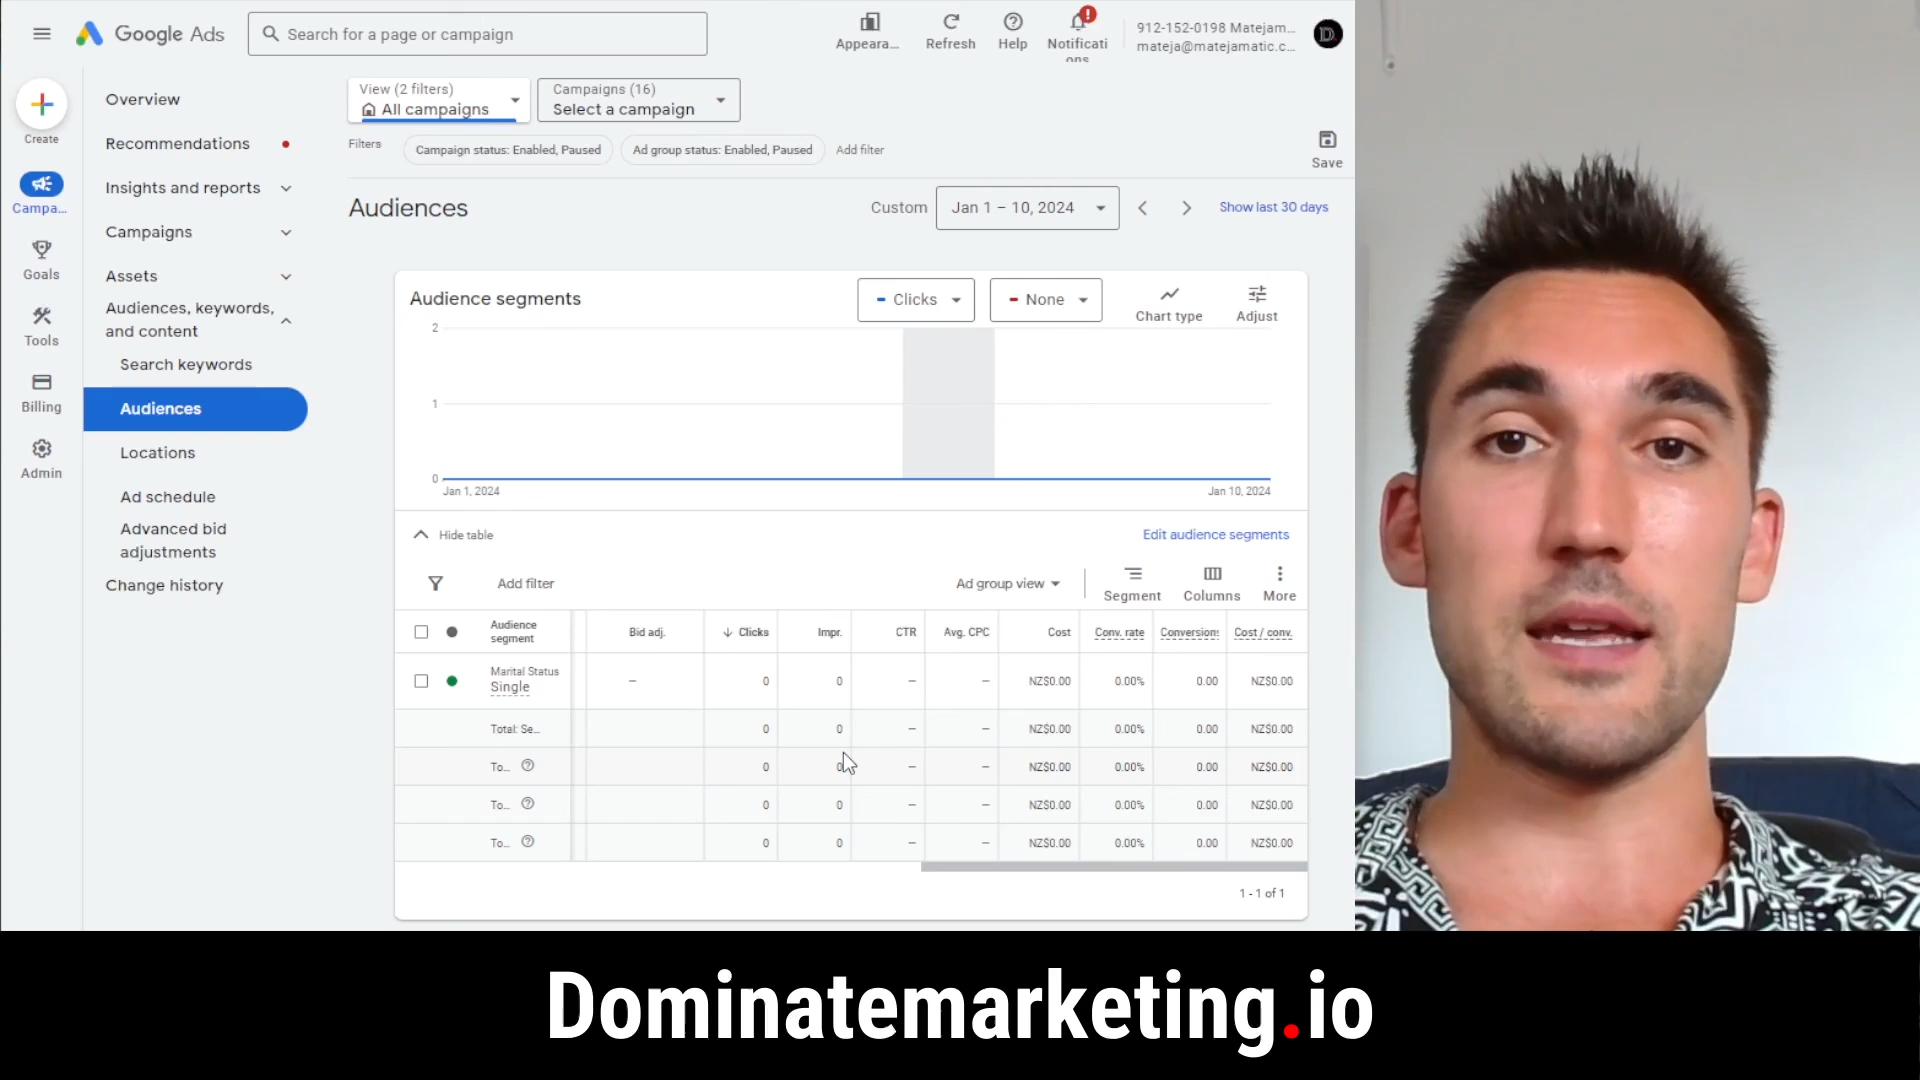 Google Ads
Search for a page or campaign
Appeara...
Refresh
Help
Notificati
ons
912-152-0198 Matejam...
mateja@matejamatic.c...
D.
Create
Campa...
Goals
Tools
Billing
Admin
Overview
Recommendations
Insights and reports
Campaigns
Assets
Audiences, keywords,
and content
Search keywords
Audiences
Locations
Ad schedule
Advanced bid
adjustments
Change history
View (2 filters)
All campaigns
Campaigns (16)
Select a campaign
Filters
Campaign status: Enabled, Paused
Ad group status: Enabled, Paused
Add filter
Save
Audiences
Custom
Jan 1 – 10, 2024
Show last 30 days
Audience segments
Clicks
None
Chart type
Adjust
2
1
0
Jan 1, 2024
Jan 10, 2024
Hide table
Edit audience segments
Add filter
Ad group view
Segment
Columns
More
Audience
segment
Bid adj.
Clicks
Impr.
CTR
Avg. CPC
Cost
Conv. rate
Conversions
Cost / conv.
Marital Status
Single
– 0 0 – – NZ$0.00 0.00% 0.00 NZ$0.00
Total: Se... 0 0 – – NZ$0.00 0.00% 0.00 NZ$0.00
To... 0 0 – – NZ$0.00 0.00% 0.00 NZ$0.00
To... 0 0 – – NZ$0.00 0.00% 0.00 NZ$0.00
To... 0 0 – – NZ$0.00 0.00% 0.00 NZ$0.00
1 - 1 of 1
Dominatemarketing.io